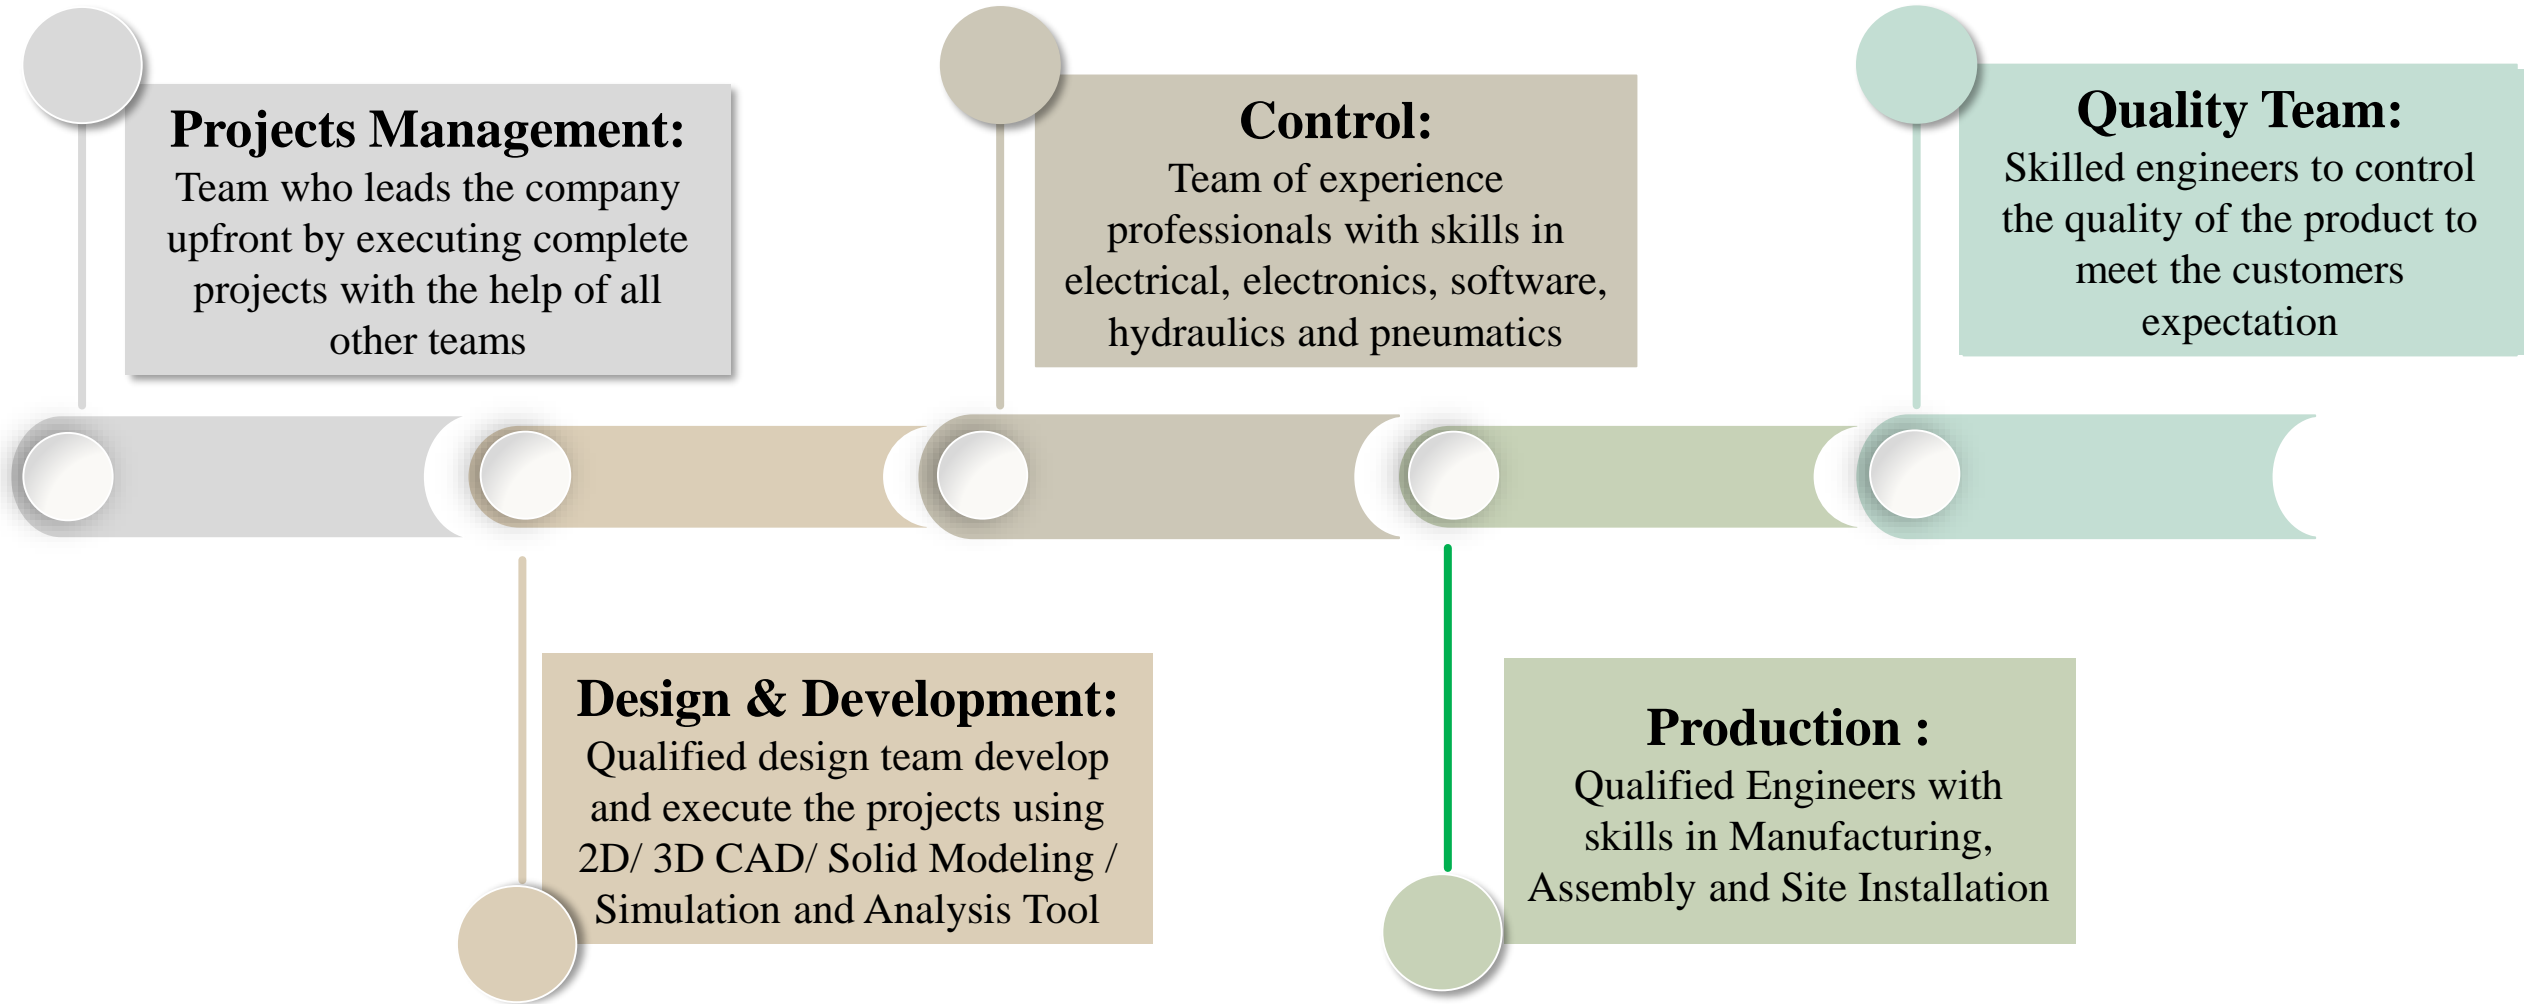 Projects Management:
Team who leads the company
upfront by executing complete
projects with the help of all
other teams
Design & Development:
Qualified design team develop
and execute the projects using
2D/ 3D CAD/ Solid Modeling /
Simulation and Analysis Tool
Control:
Team of experience
professionals with skills in
electrical, electronics, software,
hydraulics and pneumatics
Production :
Qualified Engineers with
skills in Manufacturing,
Assembly and Site Installation
Quality Team:
Skilled engineers to control
the quality of the product to
meet the customers
expectation